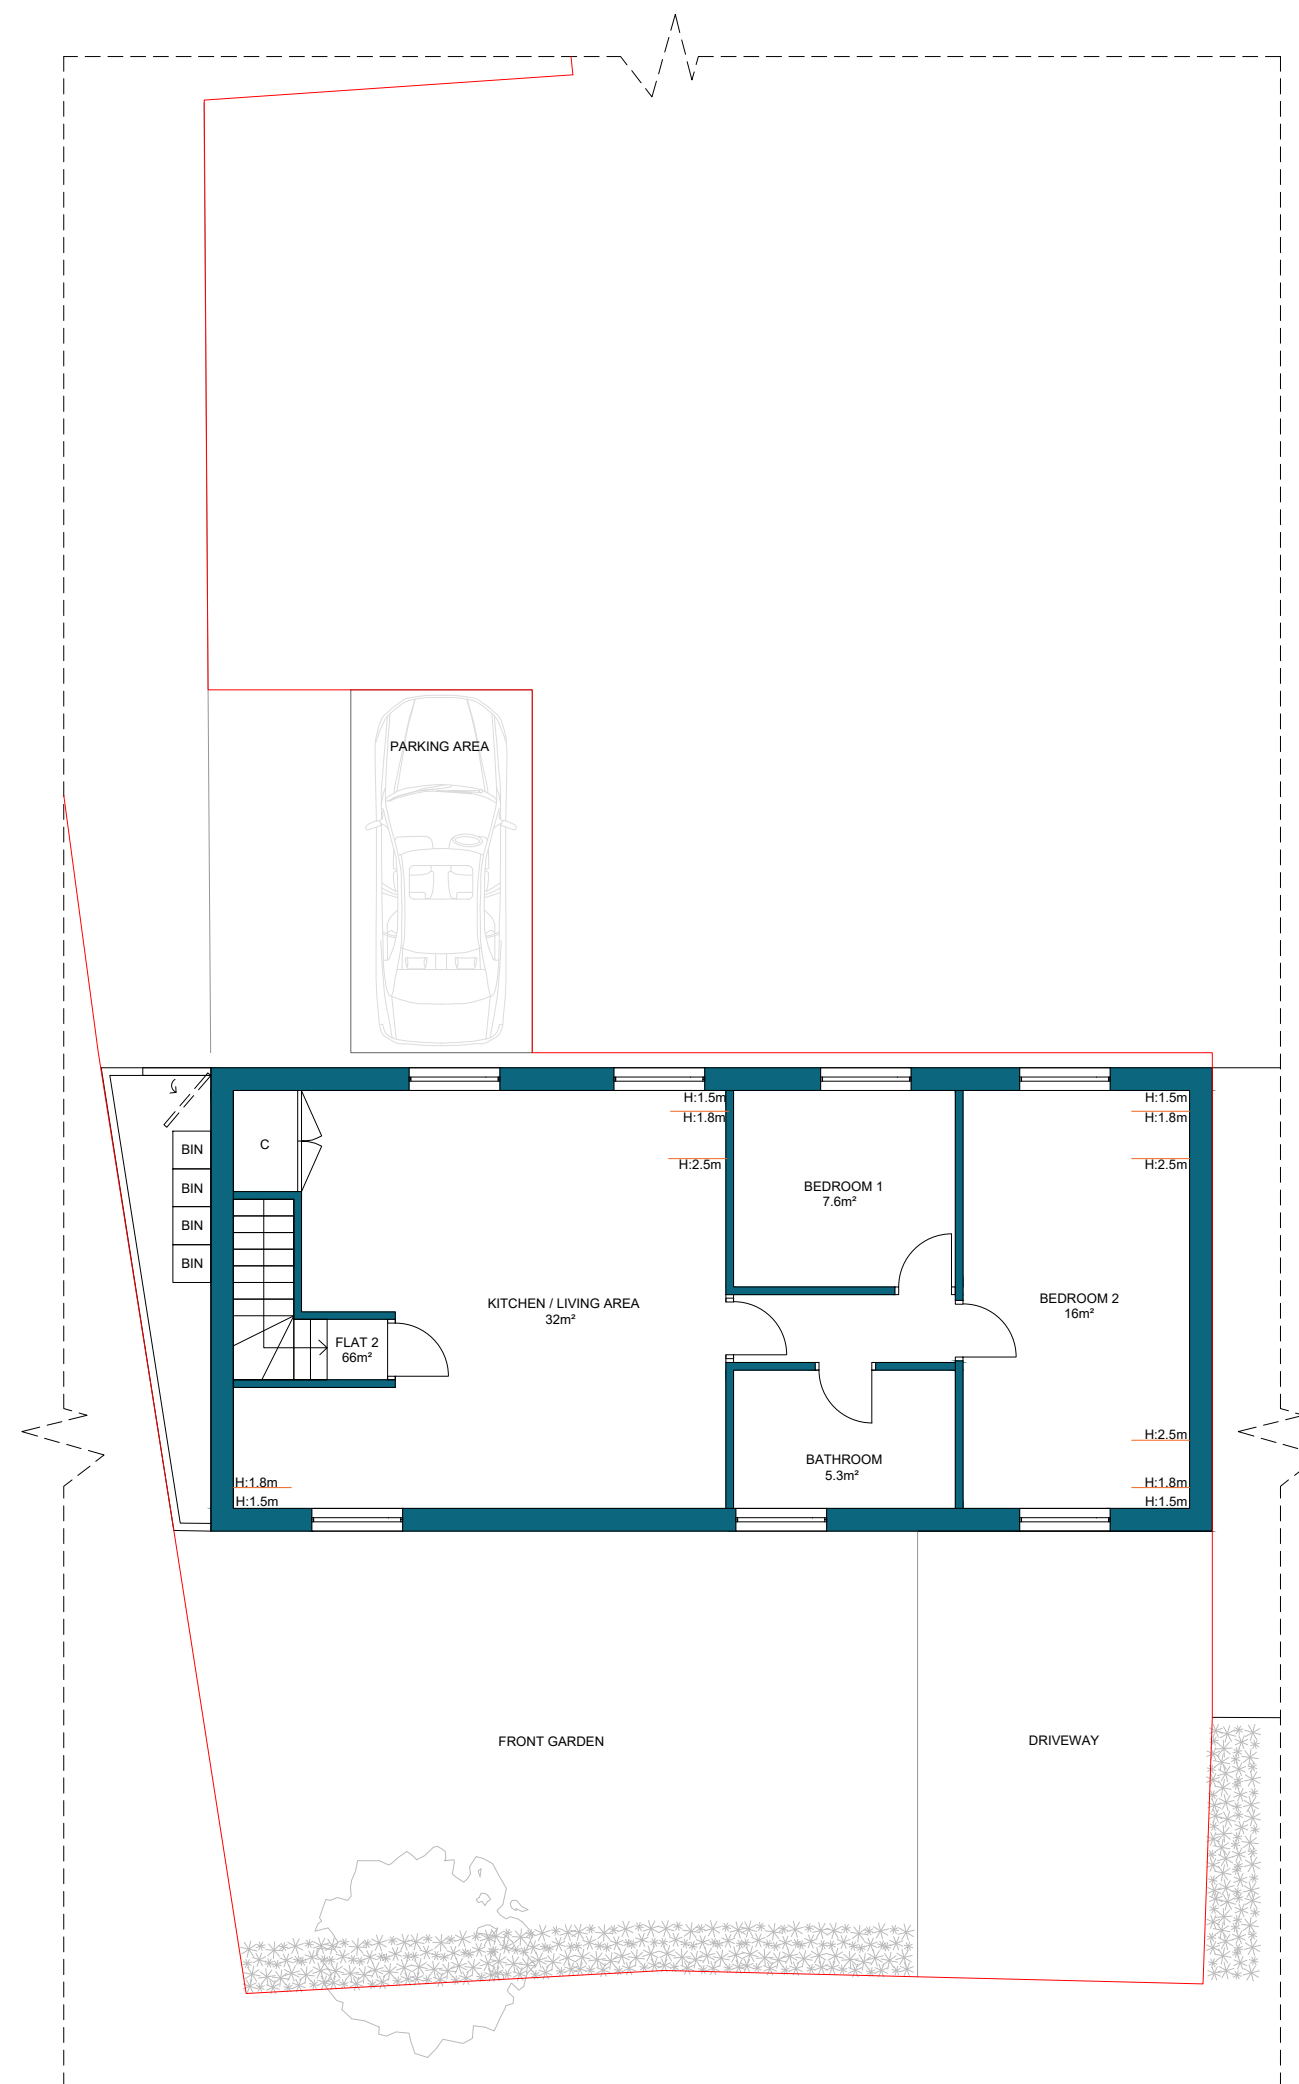 PARKING AREA
H:1.5m
H:1.5m
H:1.8m
H:1.8m
C
BIN
H:2.5m
H:2.5m
BIN
BEDROOM 1
7.6m²
BIN
BIN
BEDROOM 2
16m²
KITCHEN / LIVING AREA
32m²
FLAT 2
66m²
H:2.5m
BATHROOM
5.3m²
H:1.8m
H:1.8m
H:1.5m
H:1.5m
FRONT GARDEN
DRIVEWAY